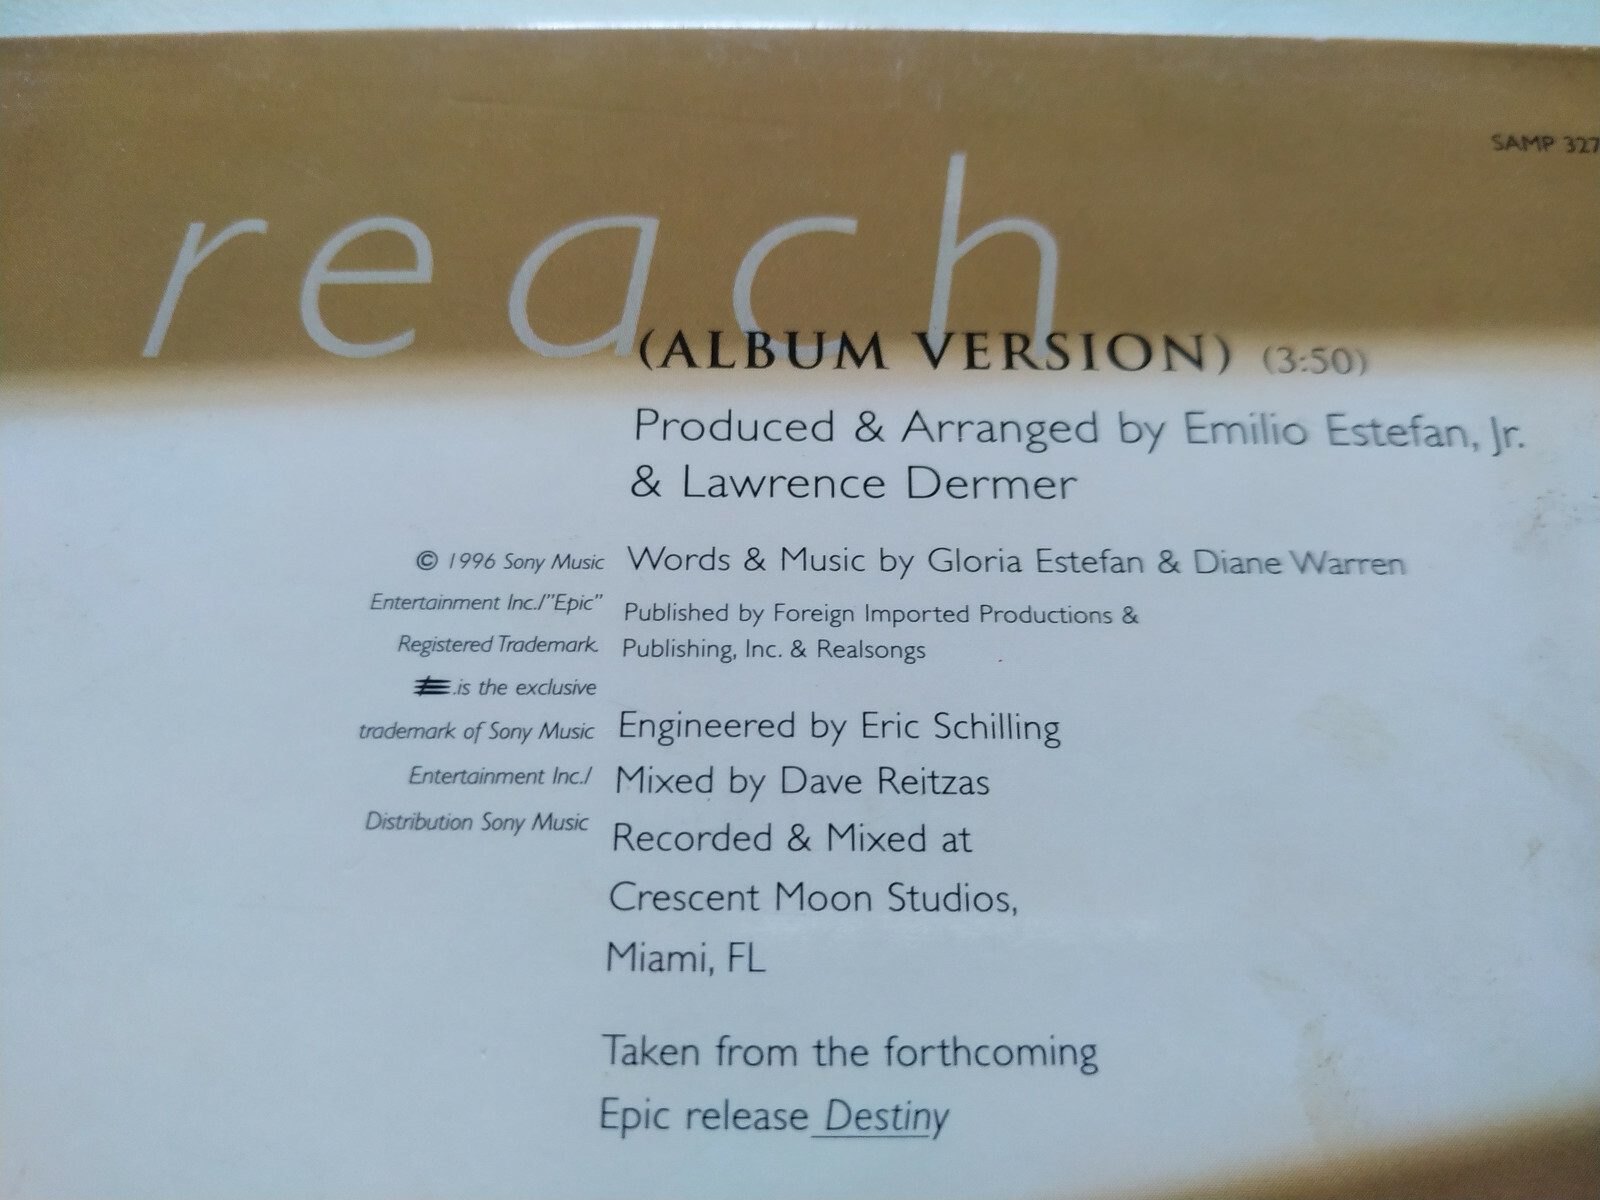 SAMP 327
reach
(ALBUM VERSION) (3:50)
Produced & Arranged by Emilio Estefan, Jr.
& Lawrence Dermer
Words & Music by Gloria Estefan & Diane Warren
Published by Foreign Imported Productions &
Publishing, Inc. & Realsongs
Engineered by Eric Schilling
Mixed by Dave Reitzas
Recorded & Mixed at
Crescent Moon Studios,
Miami, FL
Taken from the forthcoming
Epic release Destiny
© 1996 Sony Music
Entertainment Inc./"Epic"
Registered Trademark.
.is the exclusive
trademark of Sony Music
Entertainment Inc./
Distribution Sony Music